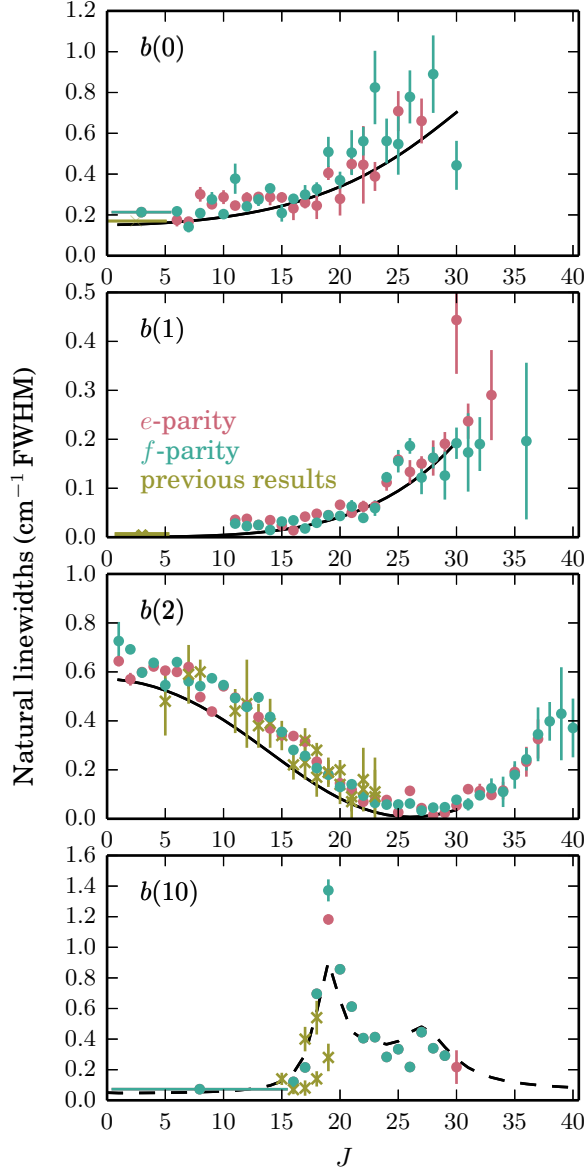 Natural linewidths (cm⁻¹ FWHM)
1.2
1.0
0.8
0.6
0.4
0.2
0.0
b(0)
0 5 10 15 20 25 30 35 40
0.5
0.4
0.3
0.2
0.1
0.0
b(1)
e-parity
f-parity
previous results
0 5 10 15 20 25 30 35 40
1.0
0.8
0.6
0.4
0.2
0.0
b(2)
0 5 10 15 20 25 30 35 40
1.6
1.4
1.2
1.0
0.8
0.6
0.4
0.2
0.0
b(10)
0 5 10 15 20 25 30 35 40
J